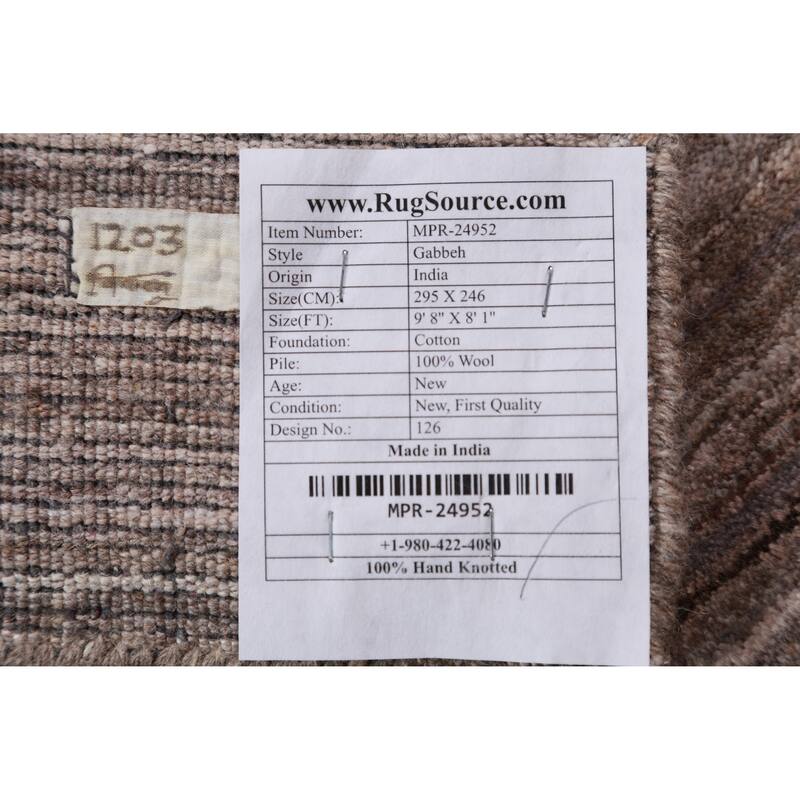 1203
www.RugSource.com
Item Number: MPR-24952
Style Gabbeh
Origin India
Size(CM): 295 X 246
Size(FT): 9' 8" X 8' 1"
Foundation: Cotton
Pile: 100% Wool
Age: New
Condition: New, First Quality
Design No.: 126
Made in India
MPR-24952
+1-980-422-4080
100% Hand Knotted